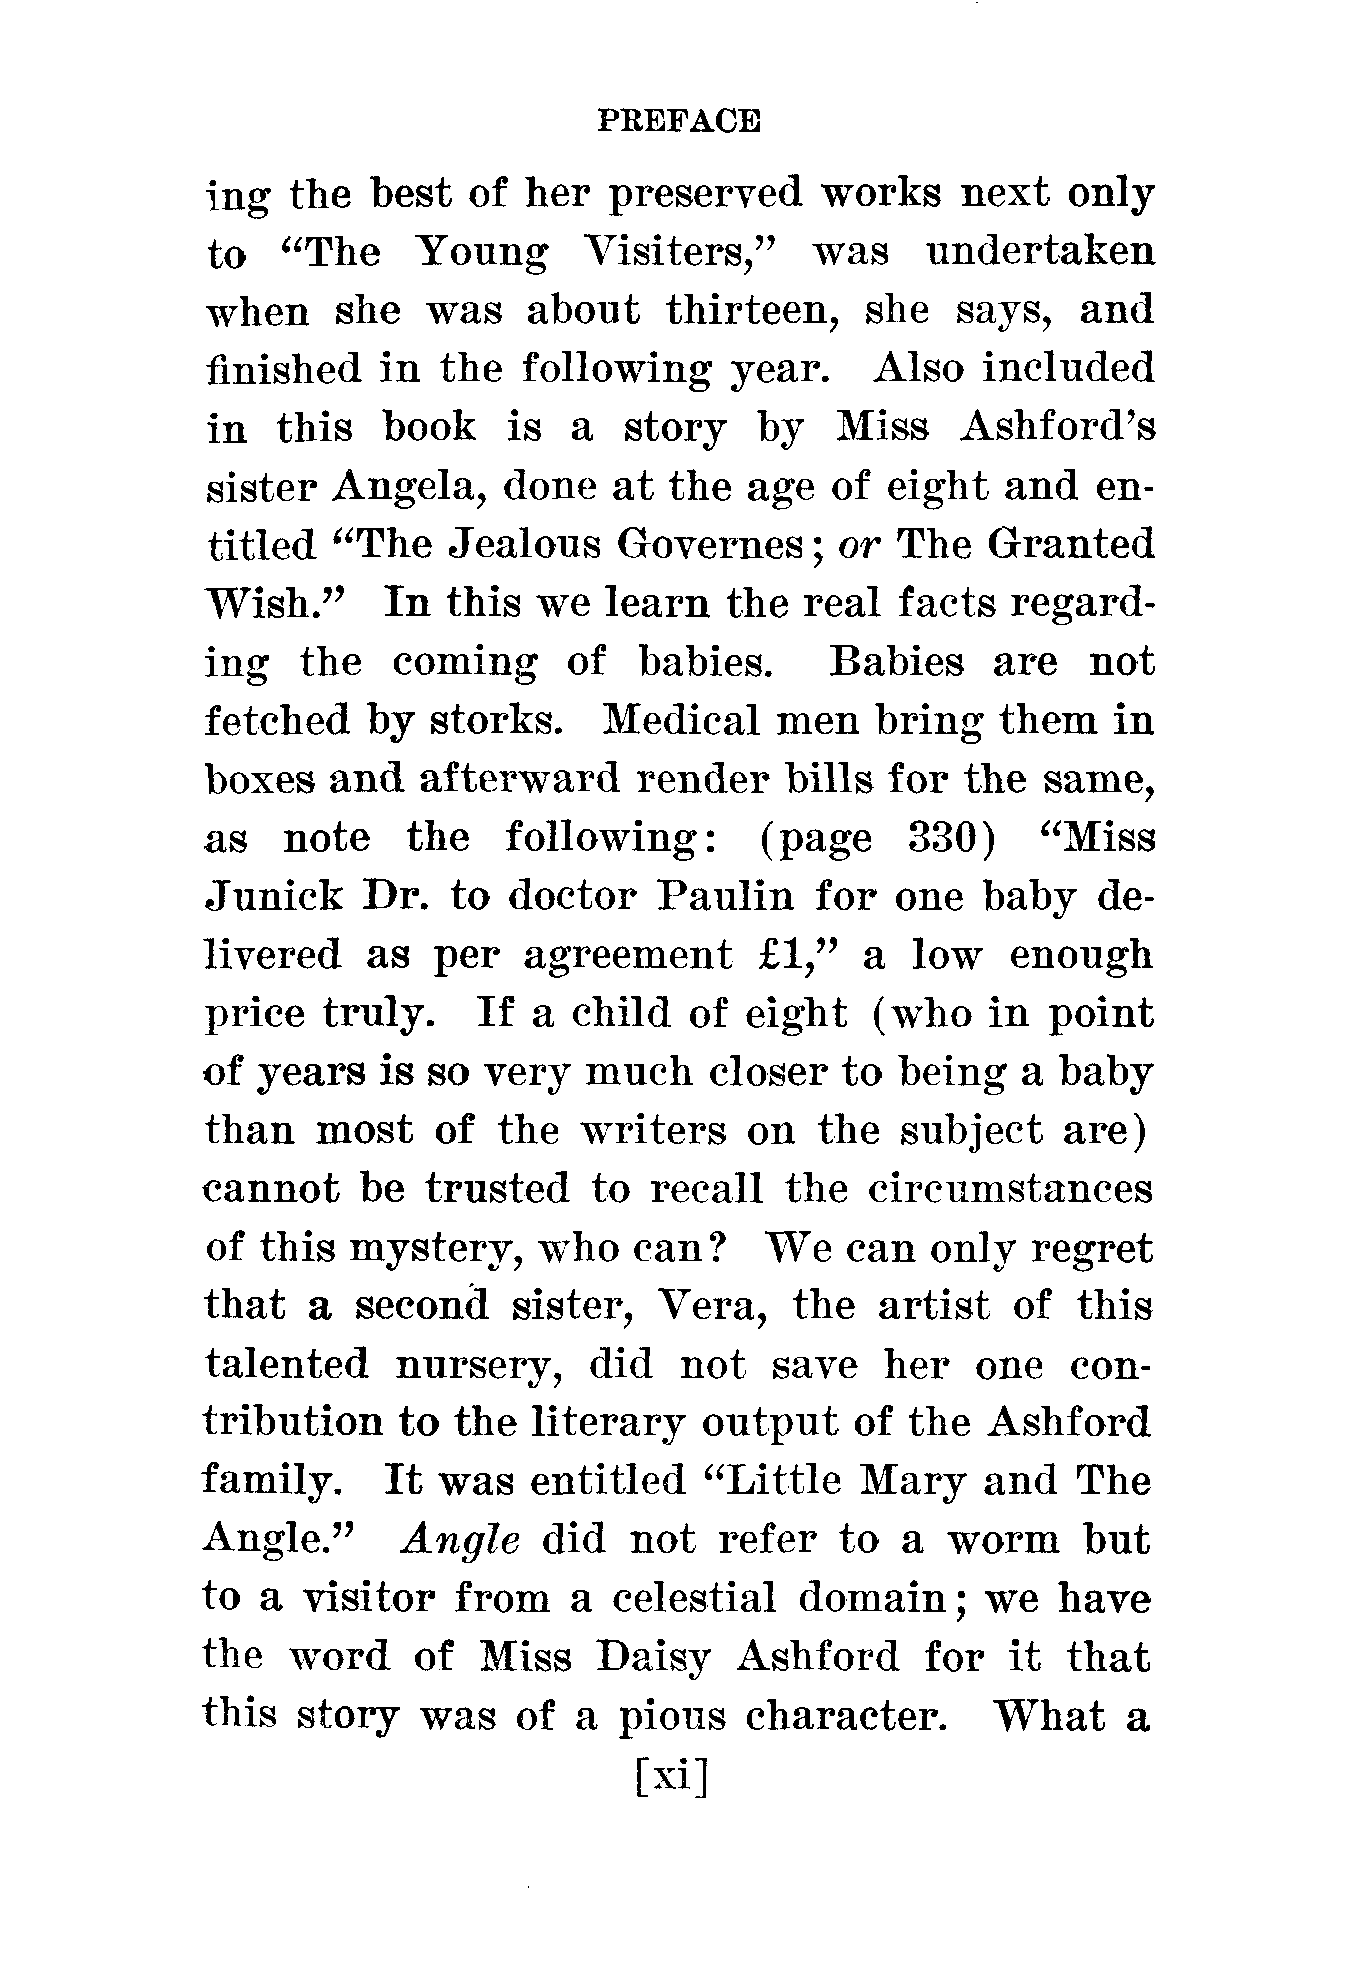 PREFACE
ing the best of her preserved works next only
to “The Young Visiters,” was undertaken
when she was about thirteen, she says, and
finished in the following year. Also included
in this book is a story by Miss Ashford’s
sister Angela, done at the age of eight and en-
titled “The Jealous Governes; or The Granted
Wish.” In this we learn the real facts regard-
ing the coming of babies. Babies are not
fetched by storks. Medical men bring them in
boxes and afterward render bills for the same,
as note the following: (page 330) “Miss
Junick Dr. to doctor Paulin for one baby de-
livered as per agreement £1,” a low enough
price truly. If a child of eight (who in point
of years is so very much closer to being a baby
than most of the writers on the subject are)
cannot be trusted to recall the circumstances
of this mystery, who can? We can only regret
that a second sister, Vera, the artist of this
talented nursery, did not save her one con-
tribution to the literary output of the Ashford
family. It was entitled “Little Mary and The
Angle.” Angle did not refer to a worm but
to a visitor from a celestial domain; we have
the word of Miss Daisy Ashford for it that
this story was of a pious character. What a
[xi]